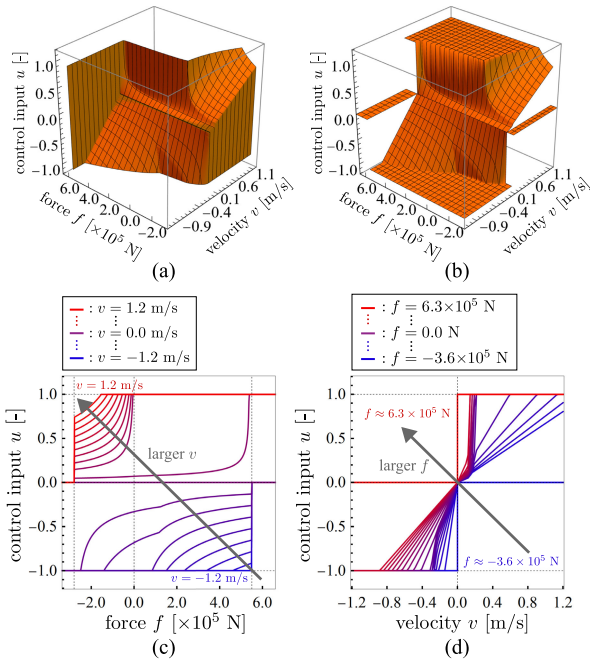 control input u [-]
1.0
0.5
0.0
−0.5
−1.0
6.0
4.0
2.0
0.0
-2.0
force f [×10⁵ N]
1.1
0.6
0.1
−0.4
−0.9
velocity v [m/s]
(a)
control input u [-]
1.0
0.5
0.0
−0.5
−1.0
6.0
4.0
2.0
0.0
-2.0
force f [×10⁵ N]
1.1
0.6
0.1
−0.4
−0.9
velocity v [m/s]
(b)
: v = 1.2 m/s
: v = 0.0 m/s
: v = −1.2 m/s
v = 1.2 m/s
larger v
v = −1.2 m/s
control input u [-]
1.0
0.5
0.0
−0.5
−1.0
−2.0 0.0 2.0 4.0 6.0
force f [×10⁵ N]
(c)
: f = 6.3×10⁵ N
: f = 0.0 N
: f = −3.6×10⁵ N
f ≈ 6.3 × 10⁵ N
larger f
f ≈ −3.6 × 10⁵ N
control input u [-]
1.0
0.5
0.0
−0.5
−1.0
−1.2 −0.8 −0.4 0.0 0.4 0.8 1.2
velocity v [m/s]
(d)